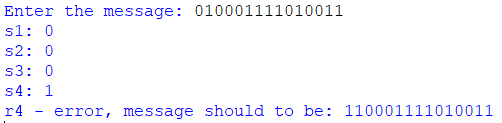 Enter the message: 010001111010011
s1: 0
s2: 0
s3: 0
s4: 1
r4 - error, message should to be: 110001111010011